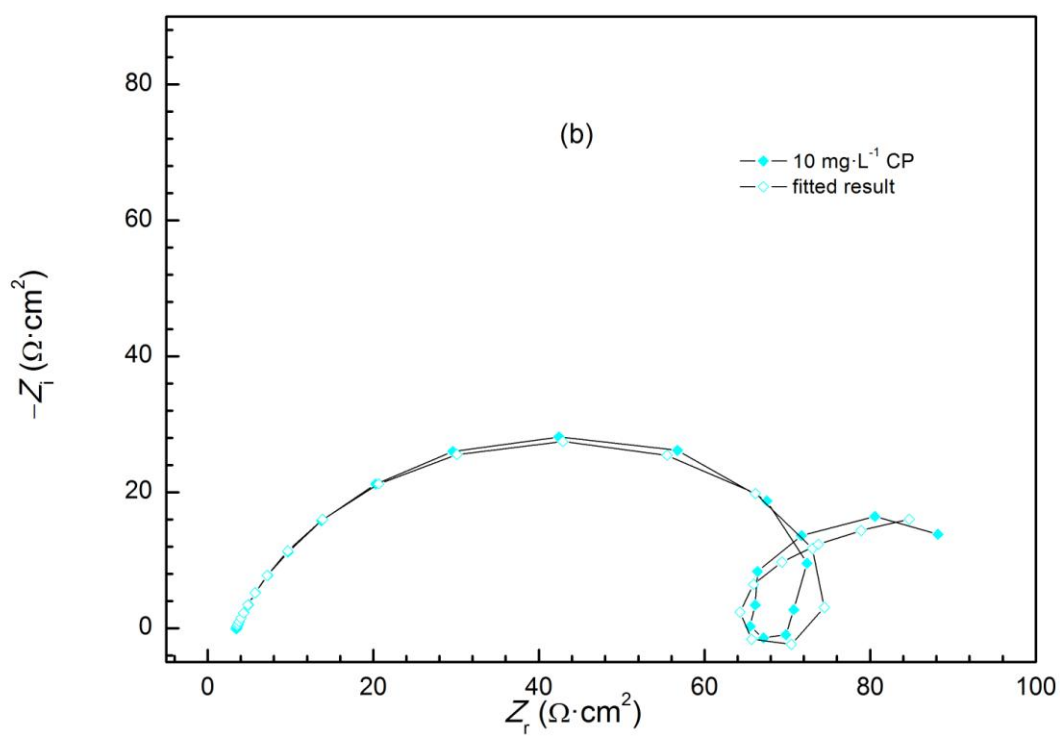 80
(b)
10 mg·L⁻¹ CP
fitted result
60
−Zᵢ (Ω·cm²)
40
20
0
0 20 40 60 80 100
Zᵣ (Ω·cm²)